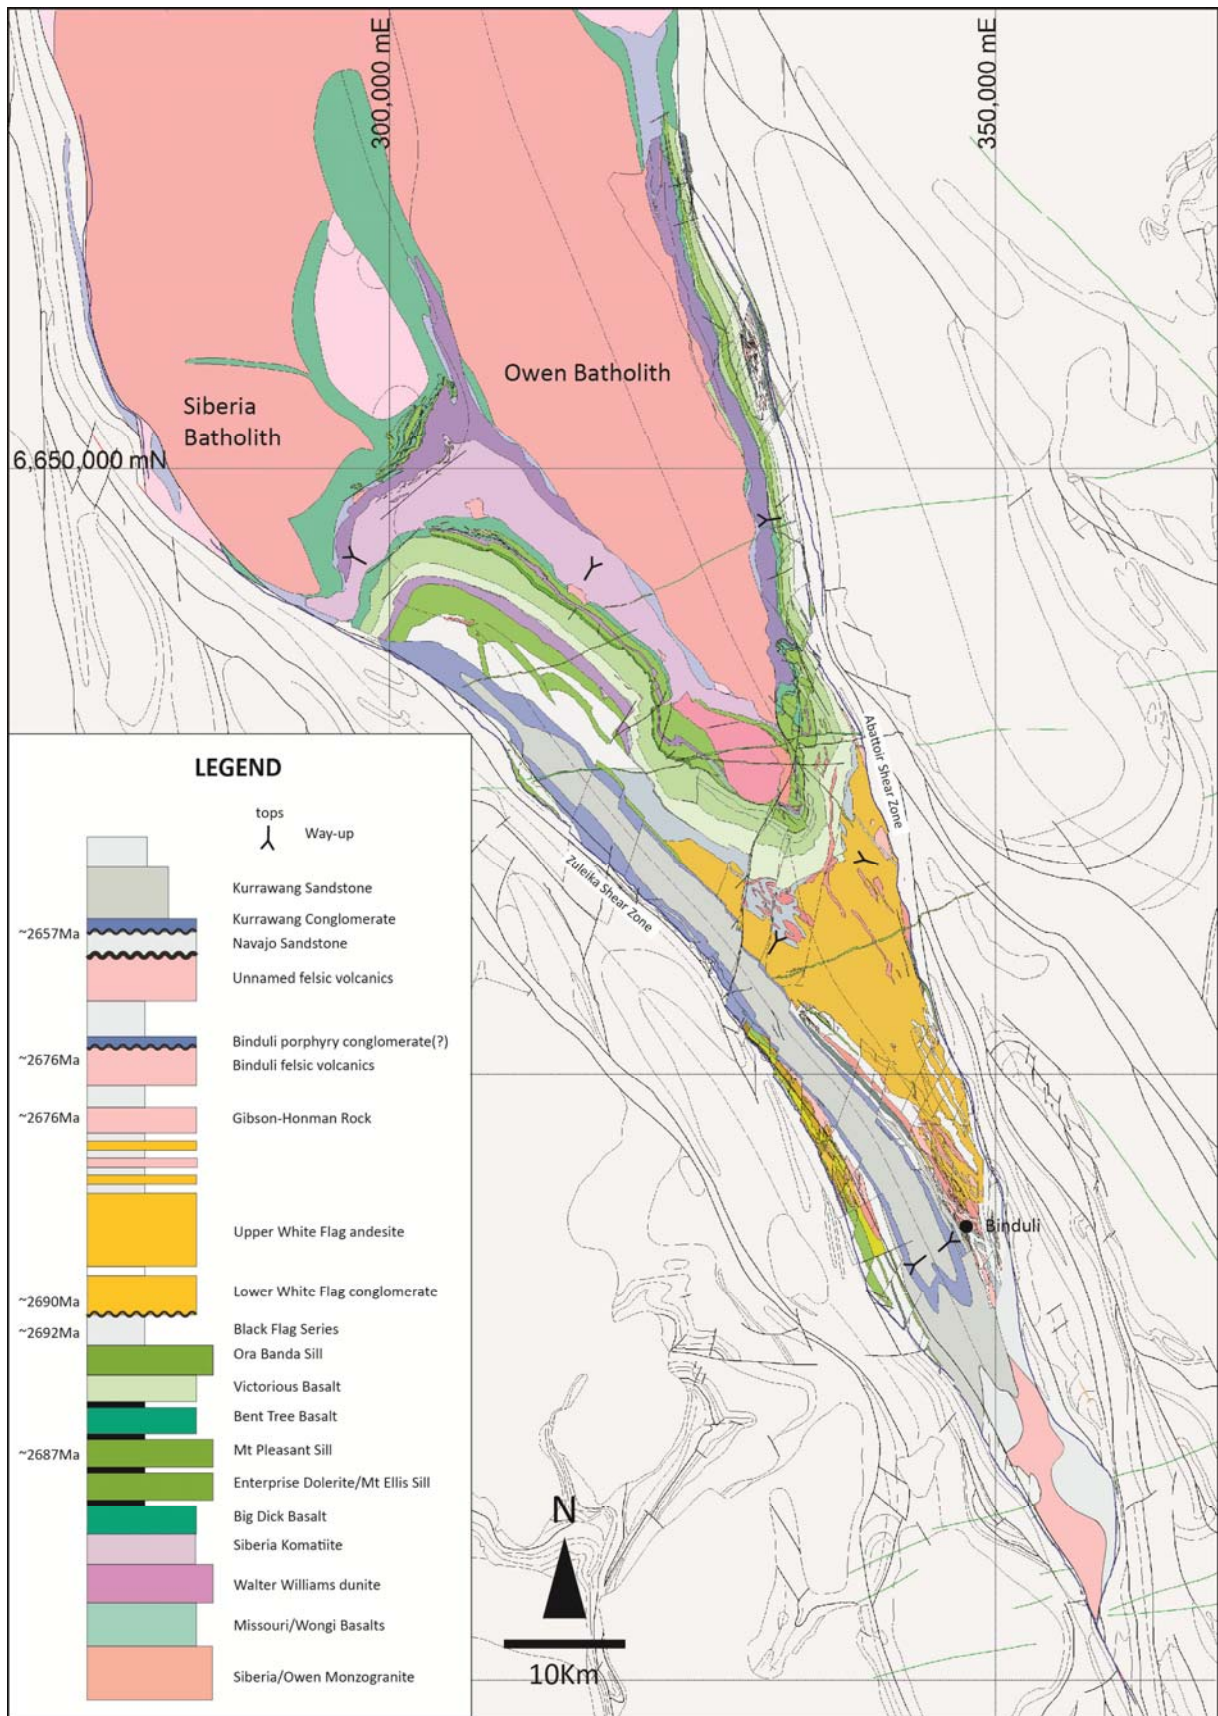 300,000 mE
350,000 mE
Owen Batholith
Siberia
Batholith
6,650,000 mN
Abattoir Shear Zone
Zuleika Shear Zone
Binduli
LEGEND
tops
Way-up
Kurrawang Sandstone
Kurrawang Conglomerate
~2657Ma
Navajo Sandstone
Unnamed felsic volcanics
Binduli porphyry conglomerate(?)
~2676Ma
Binduli felsic volcanics
~2676Ma
Gibson-Honman Rock
Upper White Flag andesite
Lower White Flag conglomerate
~2690Ma
~2692Ma
Black Flag Series
Ora Banda Sill
Victorious Basalt
Bent Tree Basalt
~2687Ma
Mt Pleasant Sill
Enterprise Dolerite/Mt Ellis Sill
Big Dick Basalt
Siberia Komatiite
Walter Williams dunite
Missouri/Wongi Basalts
Siberia/Owen Monzogranite
N
10Km